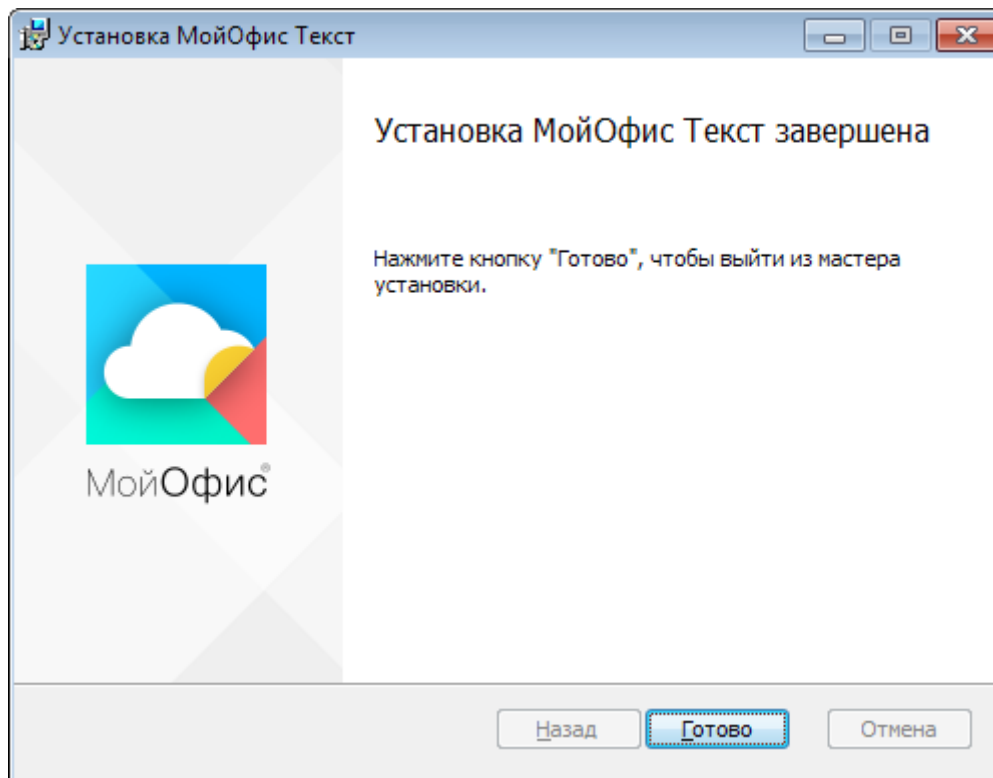 Установка МойОфис Текст
Установка МойОфис Текст завершена
Нажмите кнопку "Готово", чтобы выйти из мастера
установки.
МойОфис®
Назад
Готово
Отмена